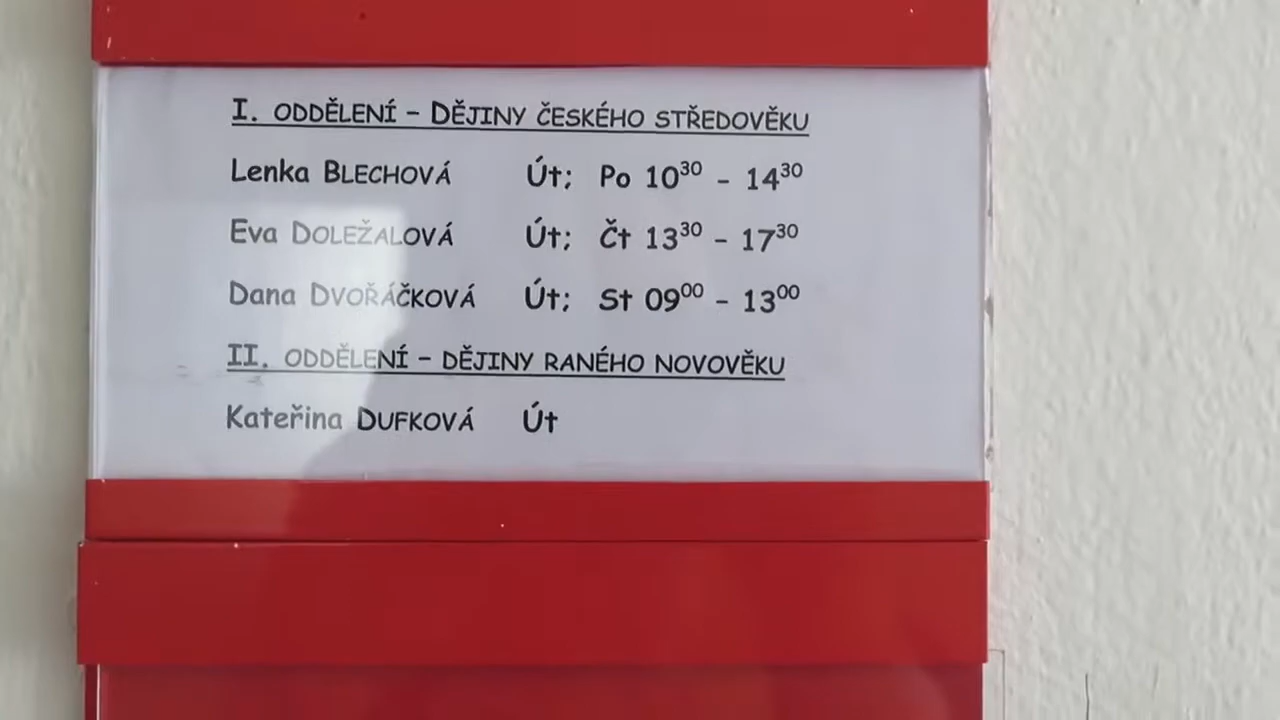 I. ODDĚLENÍ – DĚJINY ČESKÉHO STŘEDOVĚKU
Lenka BLECHOVÁ Út; Po 10³⁰ – 14³⁰
Eva DOLEŽALOVÁ Út; Čt 13³⁰ – 17³⁰
Dana DVOŘÁČKOVÁ Út; St 09⁰⁰ – 13⁰⁰
II. ODDĚLENÍ – DĚJINY RANÉHO NOVOVĚKU
Kateřina DUFKOVÁ Út